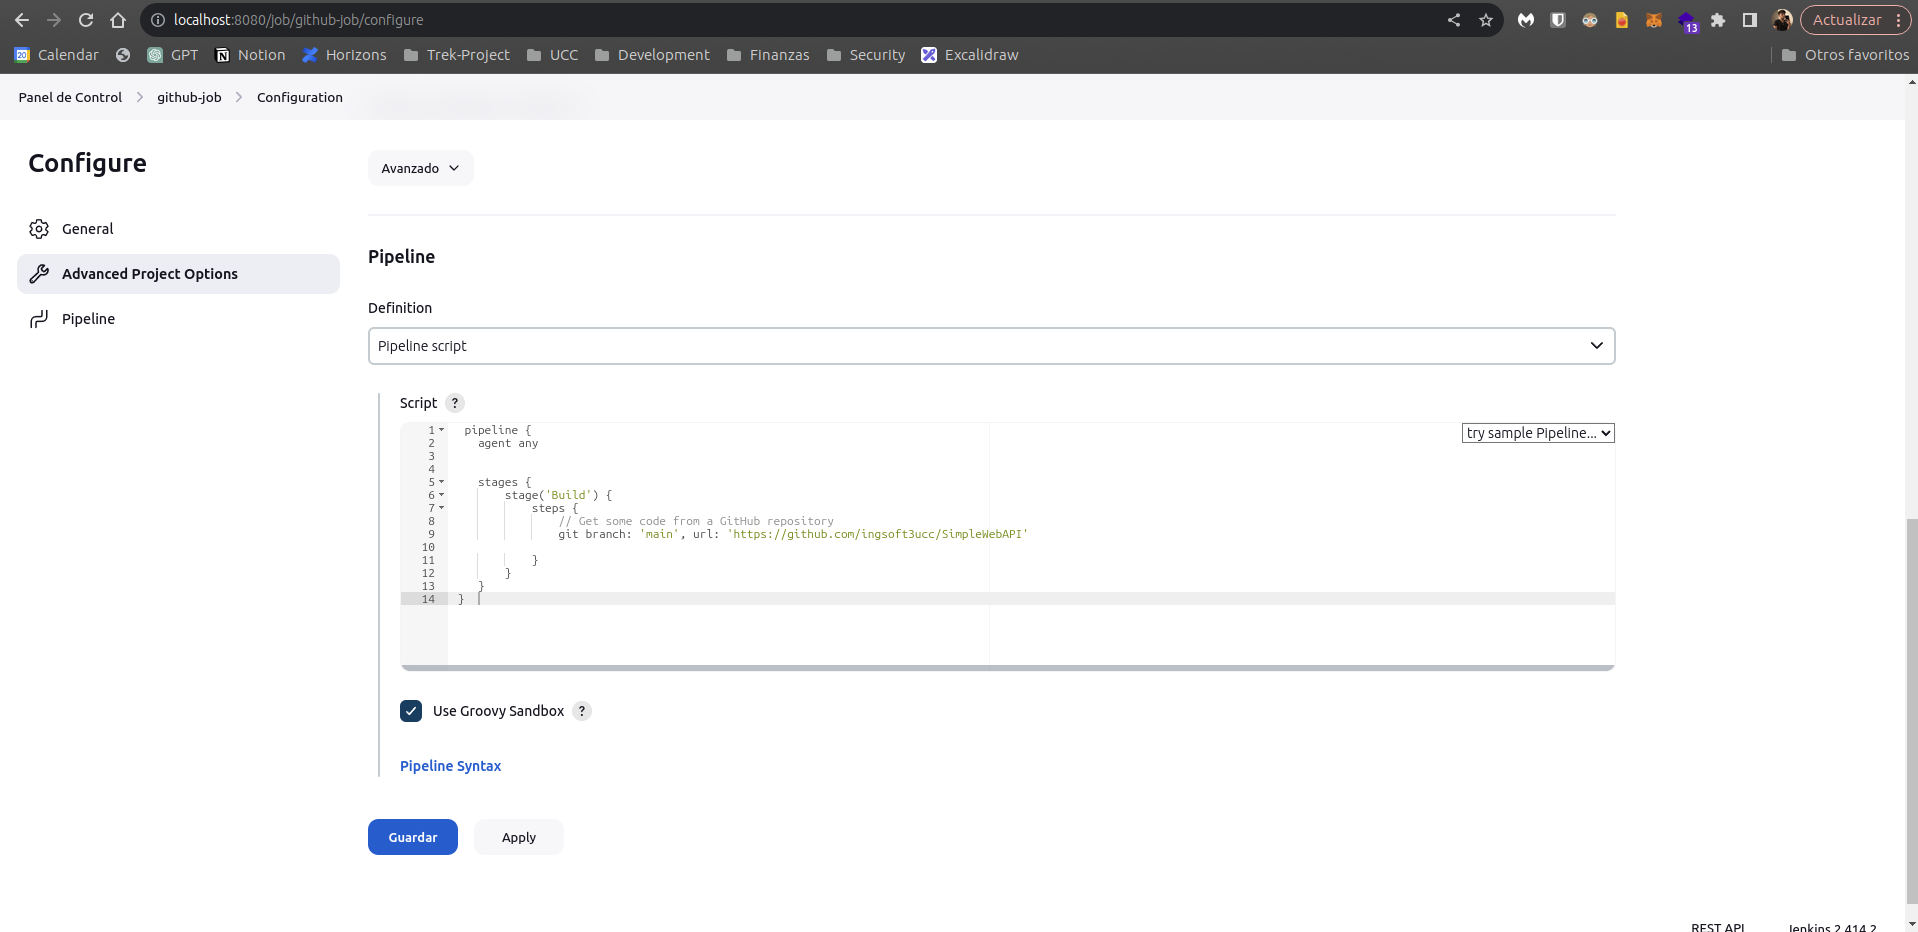 localhost:8080/job/github-job/configure
13
Actualizar
20 Calendar GPT Notion Horizons Trek-Project UCC Development Finanzas Security Excalidraw Otros favoritos
Panel de Control > github-job > Configuration
Configure
General
Advanced Project Options
Pipeline
Avanzado
Pipeline
Definition
Pipeline script
Script ?
try sample Pipeline...
1 pipeline {
2 agent any
3
4
5 stages {
6 stage('Build') {
7 steps {
8 // Get some code from a GitHub repository
9 git branch: 'main', url: 'https://github.com/ingsoft3ucc/SimpleWebAPI'
10
11 }
12 }
13 }
14 }
Use Groovy Sandbox ?
Pipeline Syntax
Guardar Apply
REST API Jenkins 2.414.2